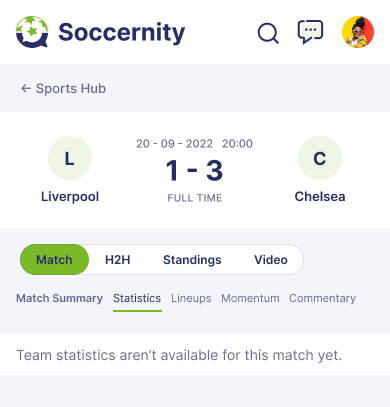 Soccernity
← Sports Hub
20 - 09 - 2022 20:00
L
1 - 3
C
Liverpool
FULL TIME
Chelsea
Match H2H Standings Video
Match Summary Statistics Lineups Momentum Commentary
Team statistics aren’t available for this match yet.